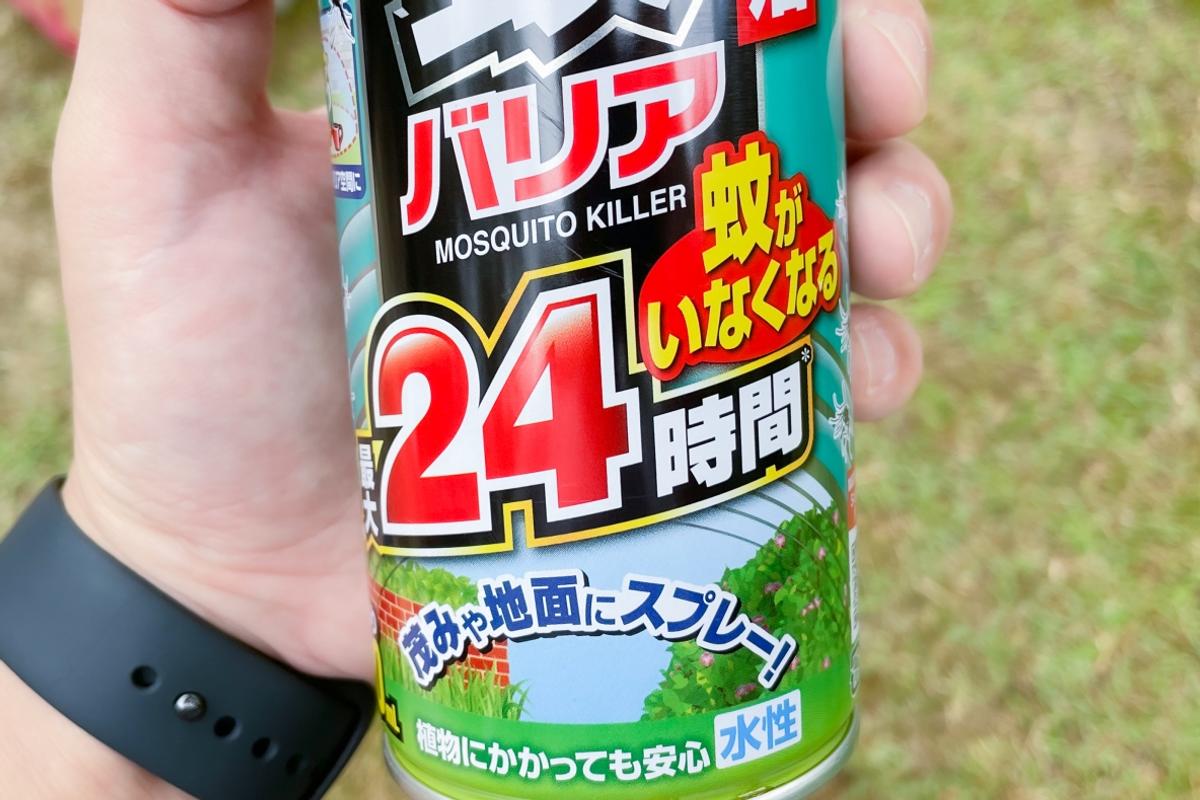 バリア
MOSQUITO KILLER
蚊が
いなくなる
最大
24時間*
茂みや地面にスプレー!
植物にかかっても安心 水性